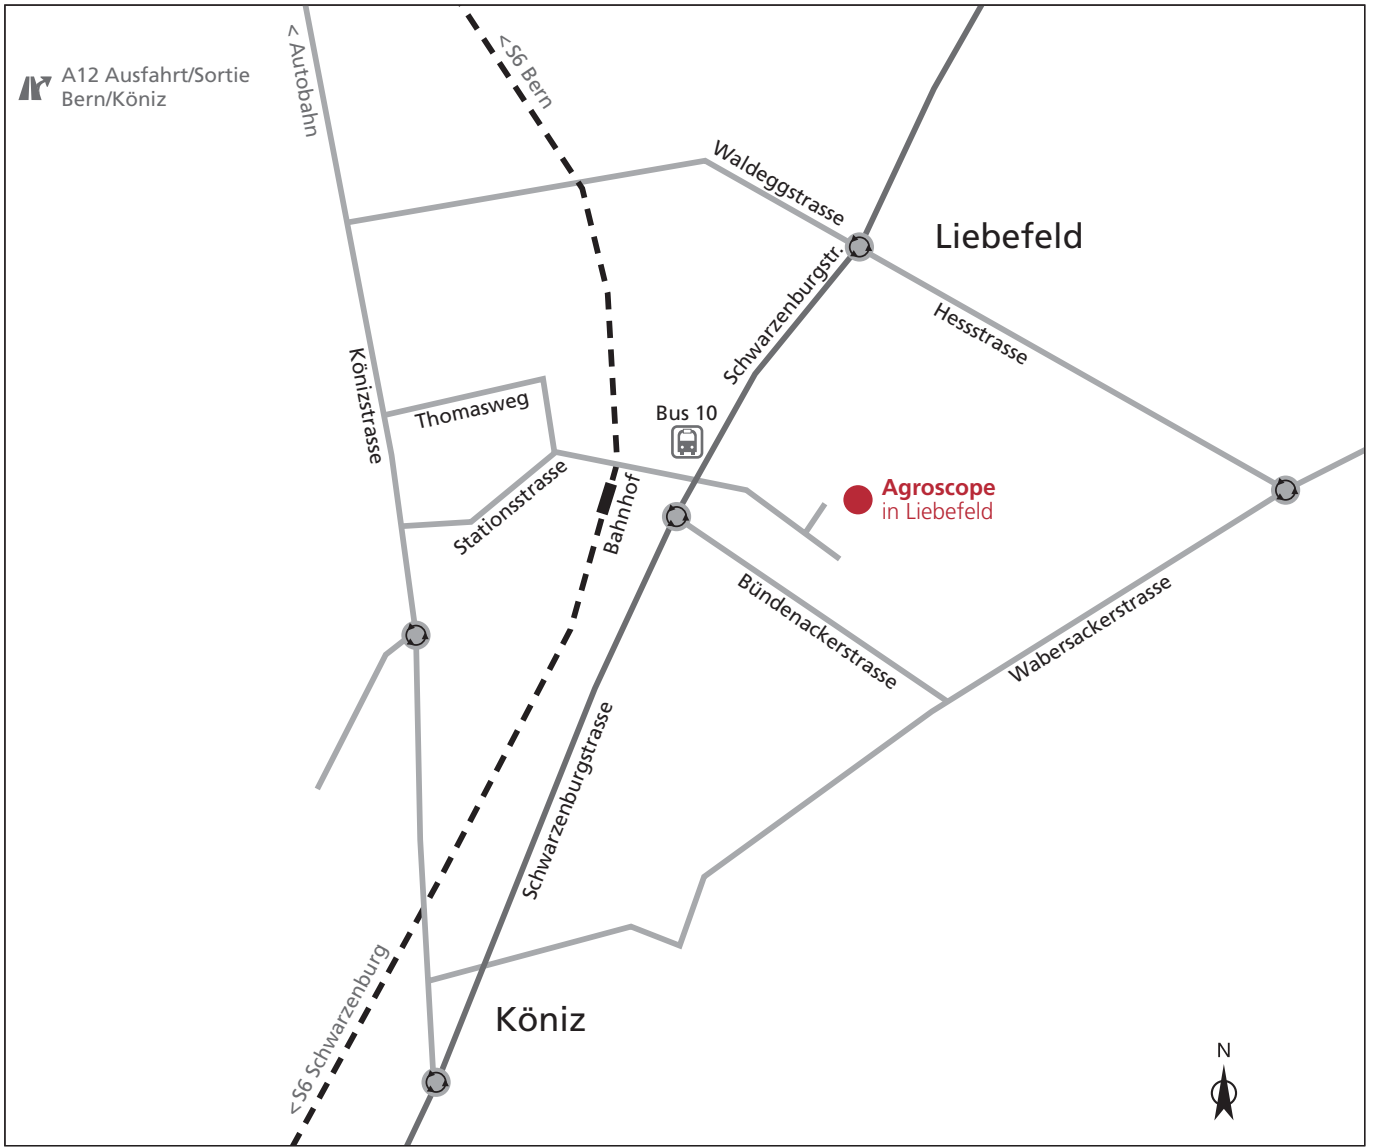 < Autobahn
A12 Ausfahrt/Sortie
Bern/Köniz
< S6 Bern
Waldeggstrasse
Liebefeld
Schwarzenburgstr.
Hessstrasse
Könizstrasse
Thomasweg
Bus 10
Stationsstrasse
Bahnhof
Agroscope
in Liebefeld
Bündenackerstrasse
Wabersackerstrasse
Schwarzenburgstrasse
< S6 Schwarzenburg
Köniz
N